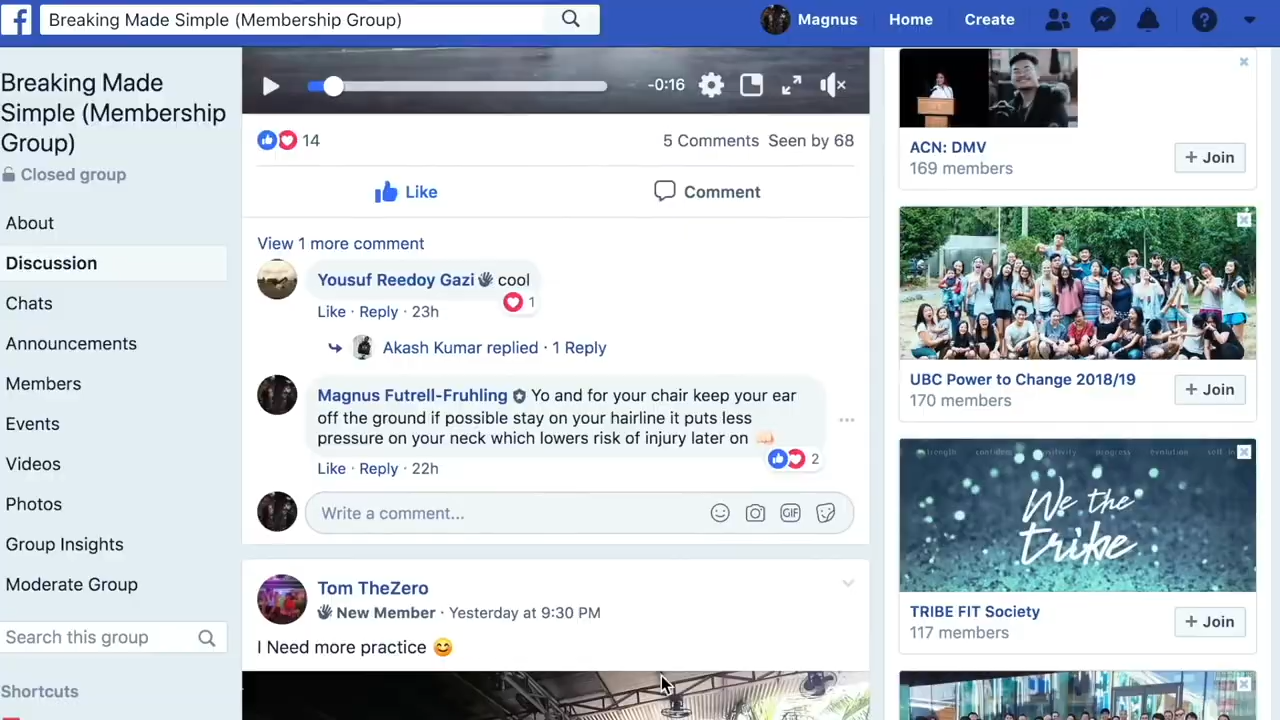 Breaking Made Simple (Membership Group)
Magnus
Home
Create
Breaking Made
Simple (Membership
Group)
Closed group
About
Discussion
Chats
Announcements
Members
Events
Videos
Photos
Group Insights
Moderate Group
Search this group
Shortcuts
-0:16
14
5 Comments Seen by 68
Like
Comment
View 1 more comment
Yousuf Reedoy Gazi 👋 cool
1
Like · Reply · 23h
Akash Kumar replied · 1 Reply
Magnus Futrell-Fruhling Yo and for your chair keep your ear
off the ground if possible stay on your hairline it puts less
pressure on your neck which lowers risk of injury later on 👊🏻
2
Like · Reply · 22h
Write a comment...
GIF
Tom TheZero
👋 New Member · Yesterday at 9:30 PM
I Need more practice 😊
ACN: DMV
169 members
+ Join
UBC Power to Change 2018/19
170 members
+ Join
We the
tribe
TRIBE FIT Society
117 members
+ Join